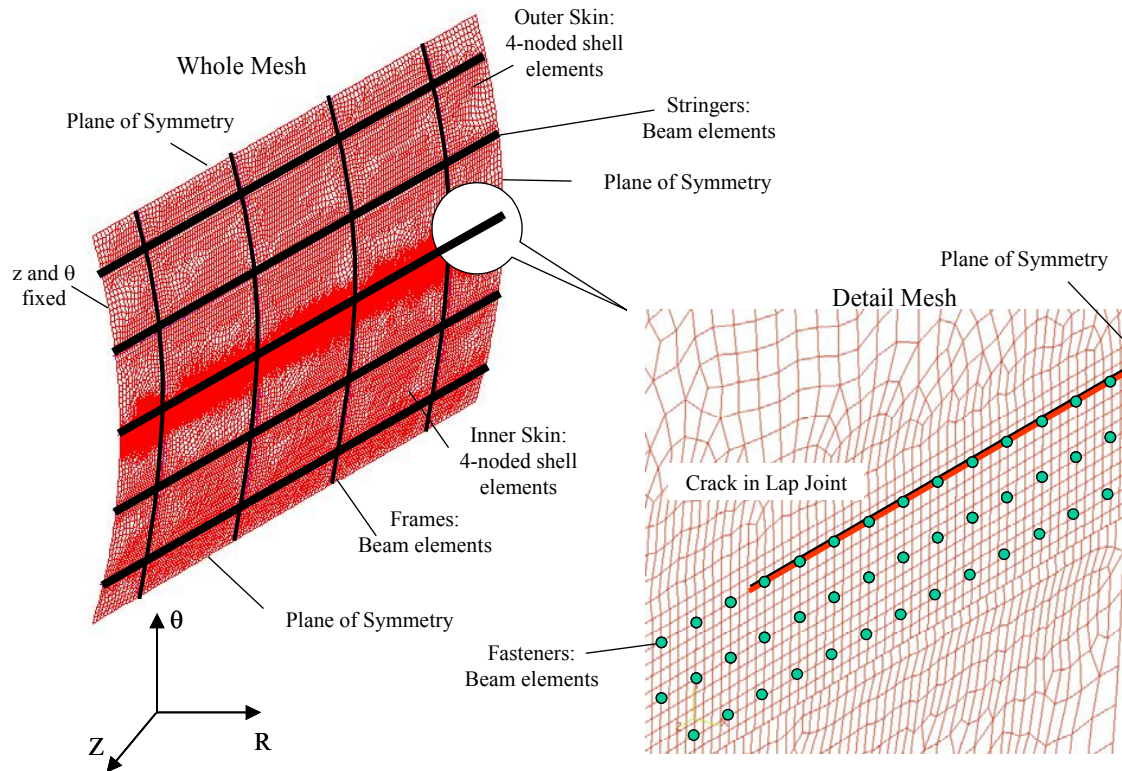 Outer Skin:
4-noded shell
elements
Whole Mesh
Stringers:
Beam elements
Plane of Symmetry
Plane of Symmetry
z and θ
fixed
Plane of Symmetry
Detail Mesh
Inner Skin:
4-noded shell
elements
Crack in Lap Joint
Frames:
Beam elements
Plane of Symmetry
Fasteners:
Beam elements
θ
R
Z